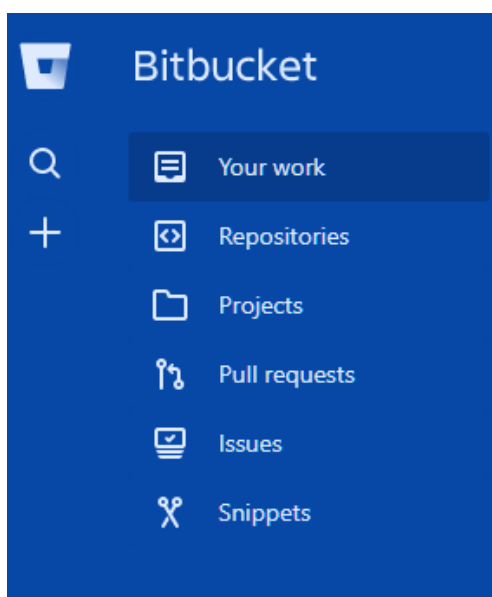 Bitbucket
Your work
Repositories
Projects
Pull requests
Issues
Snippets